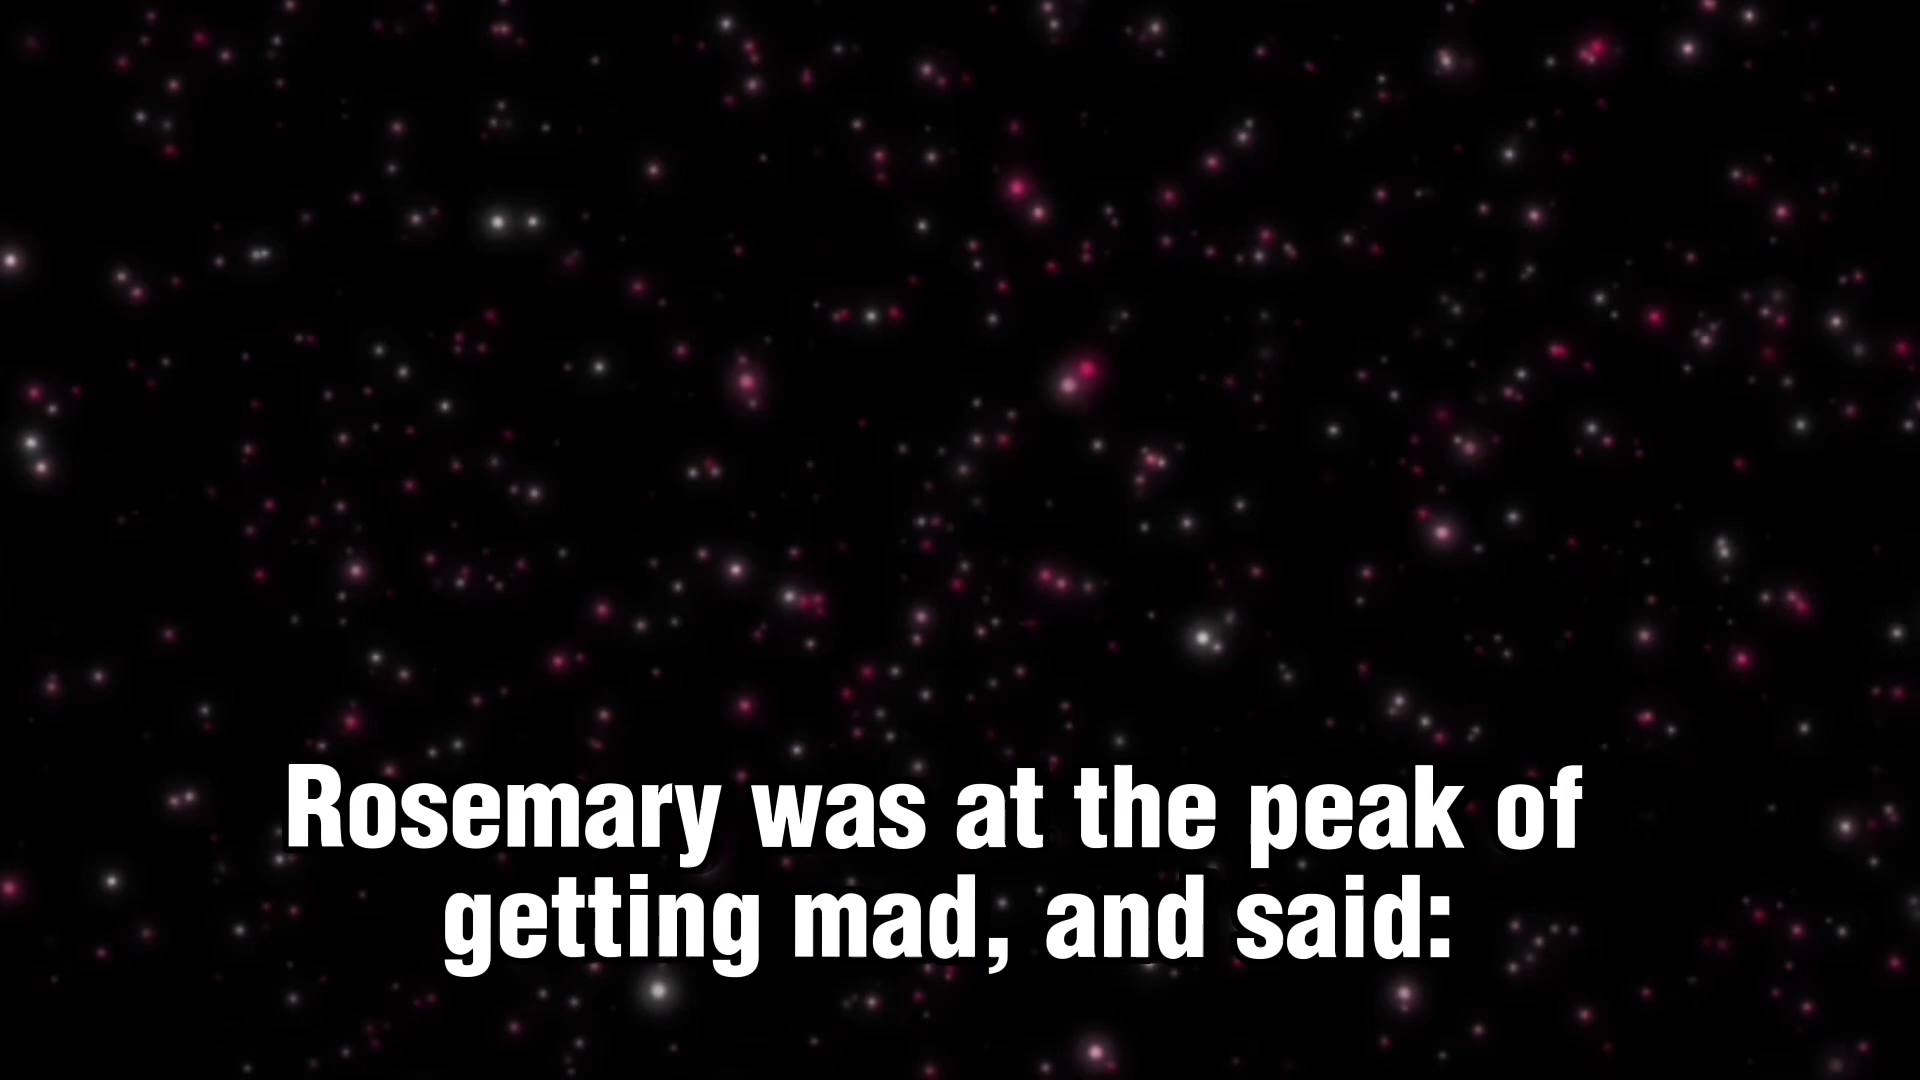 Rosemary was at the peak of
getting mad, and said: